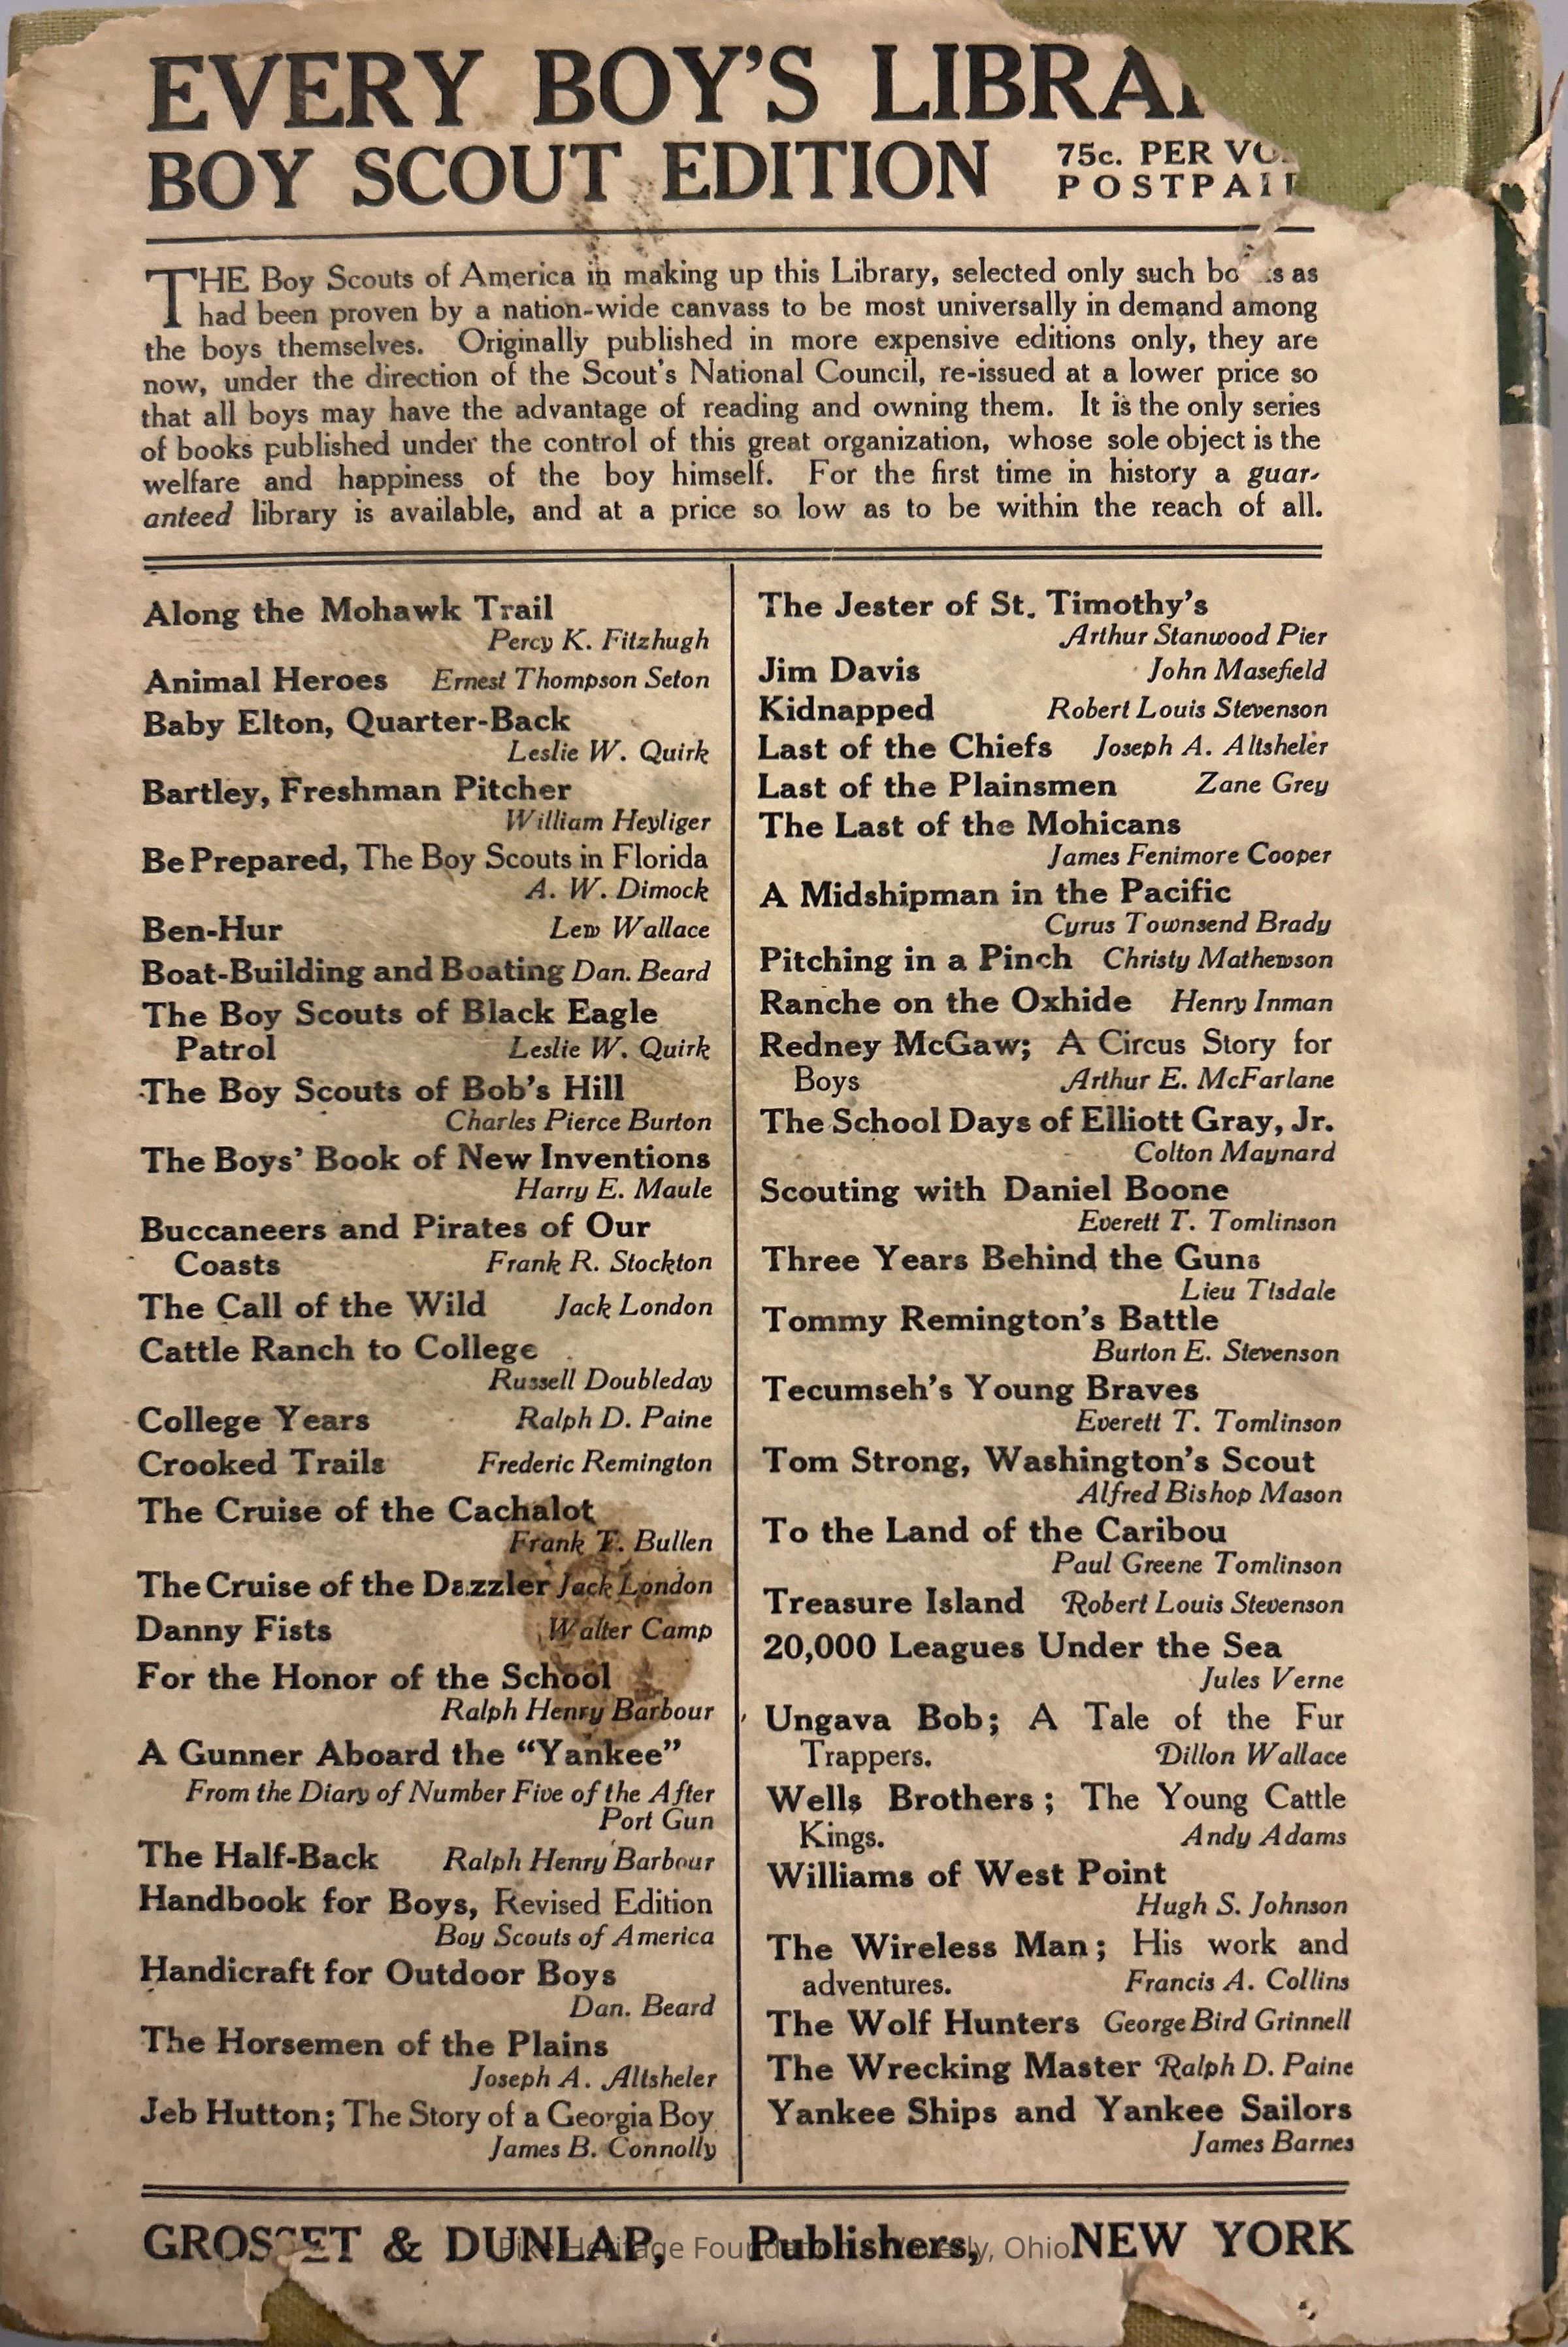 EVERY BOY'S LIBRA
BOY SCOUT EDITION
75c. PER VO
POSTPAI
THE Boy Scouts of America in making up this Library, selected only such as
had been proven by a nation-wide canvass to be most universally in demand among
the boys themselves. Originally published in more expensive editions only, they are
now, under the direction of the Scout's National Council, re-issued at a lower price so
that all boys may have the advantage of reading and owning them. It is the only series
of books published under the control of this great organization, whose sole object is the
welfare and happiness of the boy himself. For the first time in history a guar-
anteed library is available, and at a price so low as to be within the reach of all.
Along the Mohawk Trail
Percy K. Fitzhugh
Animal Heroes Ernest Thompson Seton
Baby Elton, Quarter-Back
Leslie W. Quirk
Bartley, Freshman Pitcher
William Heyliger
Be Prepared, The Boy Scouts in Florida
A. W. Dimock
Ben-Hur Lew Wallace
Boat-Building and Boating Dan. Beard
The Boy Scouts of Black Eagle
Patrol Leslie W. Quirk
The Boy Scouts of Bob's Hill
Charles Pierce Burton
The Boys' Book of New Inventions
Harry E. Maule
Buccaneers and Pirates of Our
Coasts Frank R. Stockton
The Call of the Wild Jack London
Cattle Ranch to College
Russell Doubleday
College Years Ralph D. Paine
Crooked Trails Frederic Remington
The Cruise of the Cachalot
Frank T. Bullen
The Cruise of the Dazzler Jack London
Danny Fists Walter Camp
For the Honor of the School
Ralph Henry Barbour
A Gunner Aboard the "Yankee"
From the Diary of Number Five of the After
Port Gun
The Half-Back Ralph Henry Barbour
Handbook for Boys, Revised Edition
Boy Scouts of America
Handicraft for Outdoor Boys
Dan. Beard
The Horsemen of the Plains
Joseph A. Altsheler
Jeb Hutton; The Story of a Georgia Boy
James B. Connolly
The Jester of St. Timothy's
Arthur Stanwood Pier
Jim Davis John Masefield
Kidnapped Robert Louis Stevenson
Last of the Chiefs Joseph A. Altsheler
Last of the Plainsmen Zane Grey
The Last of the Mohicans
James Fenimore Cooper
A Midshipman in the Pacific
Cyrus Townsend Brady
Pitching in a Pinch Christy Mathewson
Ranche on the Oxhide Henry Inman
Redney McGaw; A Circus Story for
Boys Arthur E. McFarlane
The School Days of Elliott Gray, Jr.
Colton Maynard
Scouting with Daniel Boone
Everett T. Tomlinson
Three Years Behind the Guns
Lieu Tisdale
Tommy Remington's Battle
Burton E. Stevenson
Tecumseh's Young Braves
Everett T. Tomlinson
Tom Strong, Washington's Scout
Alfred Bishop Mason
To the Land of the Caribou
Paul Greene Tomlinson
Treasure Island Robert Louis Stevenson
20,000 Leagues Under the Sea
Jules Verne
Ungava Bob; A Tale of the Fur
Trappers. Dillon Wallace
Wells Brothers; The Young Cattle
Kings. Andy Adams
Williams of West Point
Hugh S. Johnson
The Wireless Man; His work and
adventures. Francis A. Collins
The Wolf Hunters George Bird Grinnell
The Wrecking Master Ralph D. Paine
Yankee Ships and Yankee Sailors
James Barnes
GROSSET & DUNLAP, Publishers, NEW YORK
Heritage Ohio